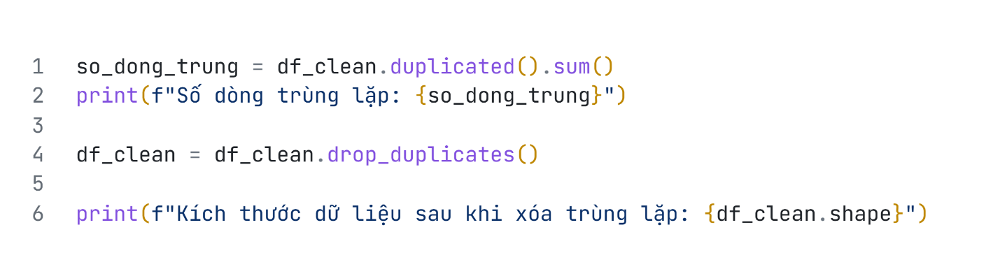 1 so_dong_trung = df_clean.duplicated().sum()
2 print(f"Số dòng trùng lặp: {so_dong_trung}")
3
4 df_clean = df_clean.drop_duplicates()
5
6 print(f"Kích thước dữ liệu sau khi xóa trùng lặp: {df_clean.shape}")